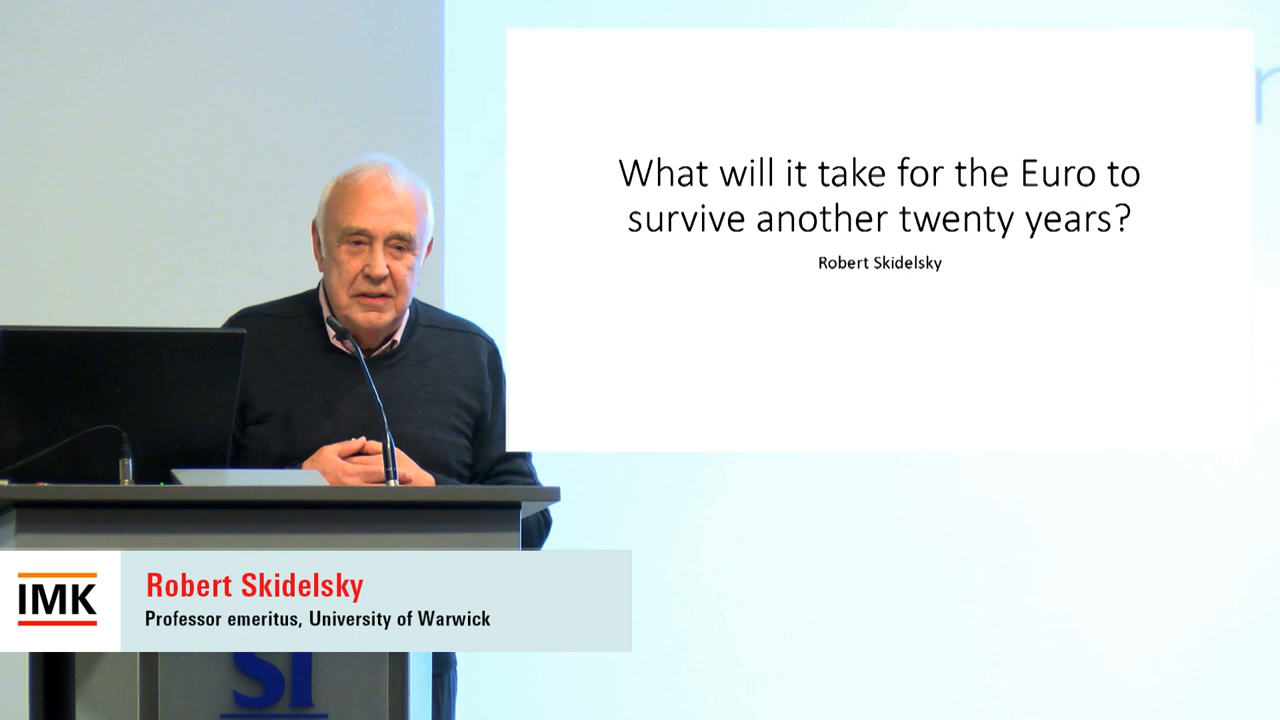 What will it take for the Euro to
survive another twenty years?
Robert Skidelsky
IMK
Robert Skidelsky
Professor emeritus, University of Warwick
SI